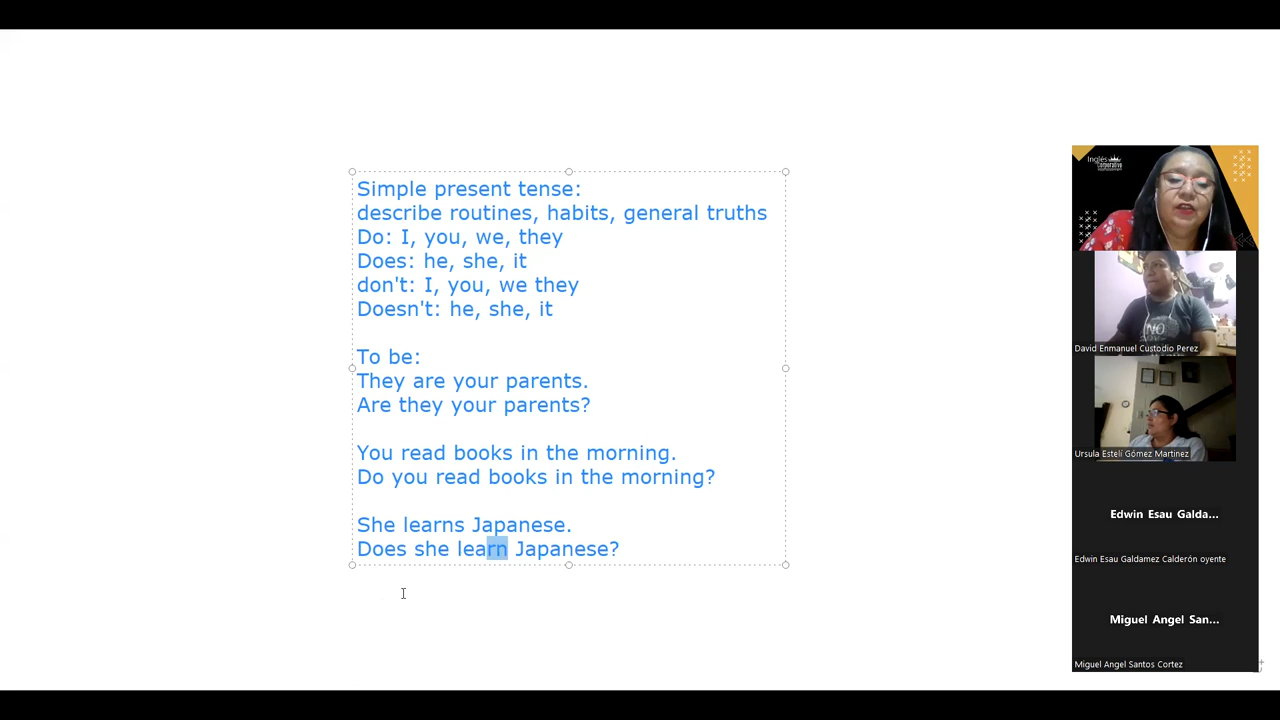 Simple present tense:
describe routines, habits, general truths
Do: I, you, we, they
Does: he, she, it
don't: I, you, we they
Doesn't: he, she, it
To be:
They are your parents.
Are they your parents?
You read books in the morning.
Do you read books in the morning?
She learns Japanese.
Does she learn Japanese?
Inglés
Corporativo
David Enmanuel Custodio Perez
Ursula Estelí Gómez Martinez
Edwin Esau Galda...
Edwin Esau Galdamez Calderón oyente
Miguel Angel San...
Miguel Angel Santos Cortez